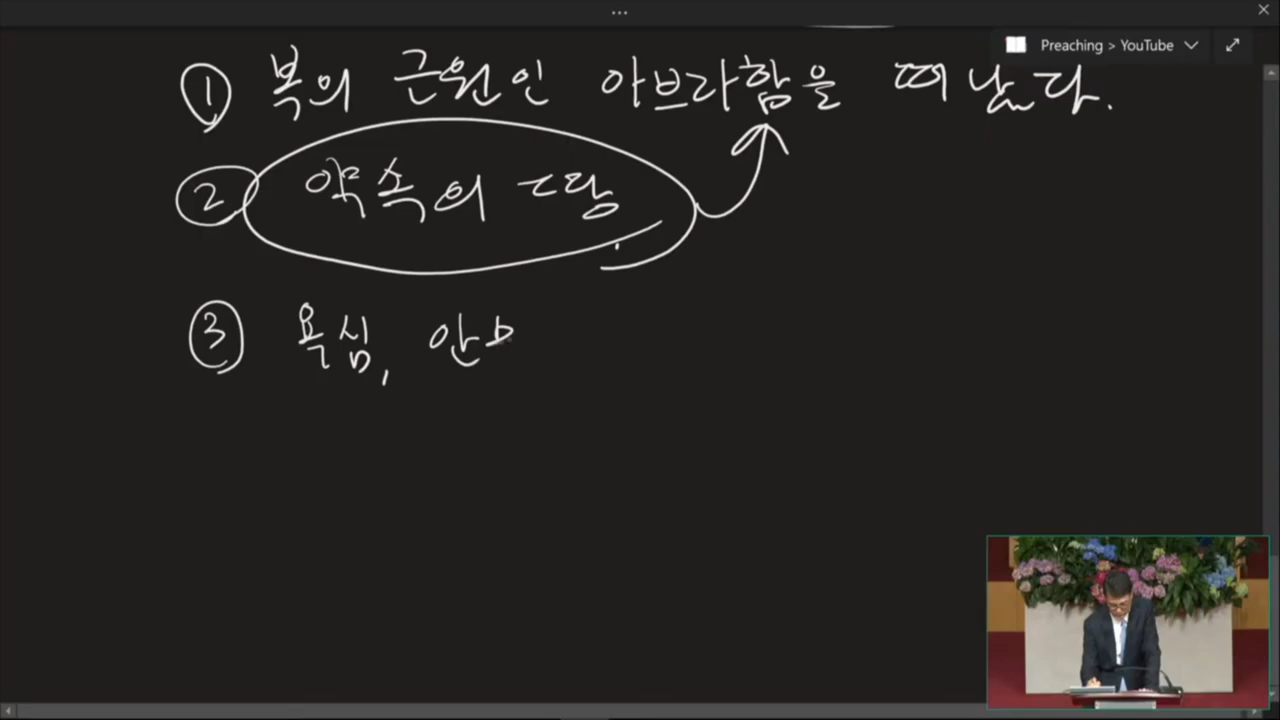 Preaching > YouTube
① 복의 근원인 아브라함을 떠났다.
② 약속의 땅
③ 욕심, 안